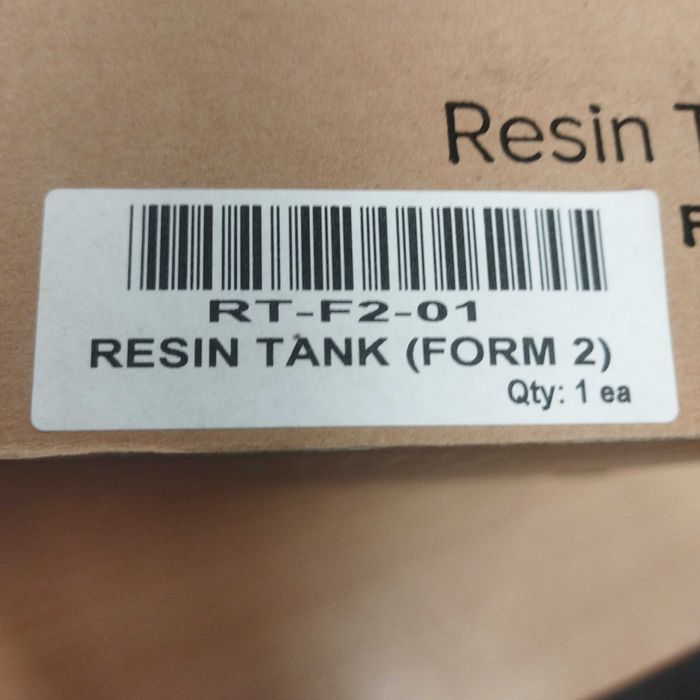 Resin
RT-F2-01
RESIN TANK (FORM 2)
Qty: 1 ea